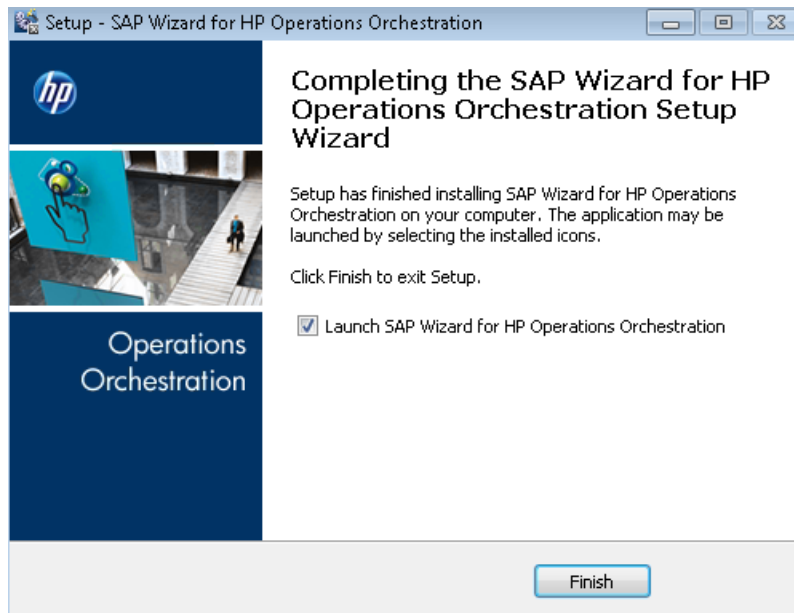 Setup - SAP Wizard for HP Operations Orchestration
hp
Completing the SAP Wizard for HP
Operations Orchestration Setup
Wizard
Setup has finished installing SAP Wizard for HP Operations
Orchestration on your computer. The application may be
launched by selecting the installed icons.
Click Finish to exit Setup.
Launch SAP Wizard for HP Operations Orchestration
Operations
Orchestration
Finish